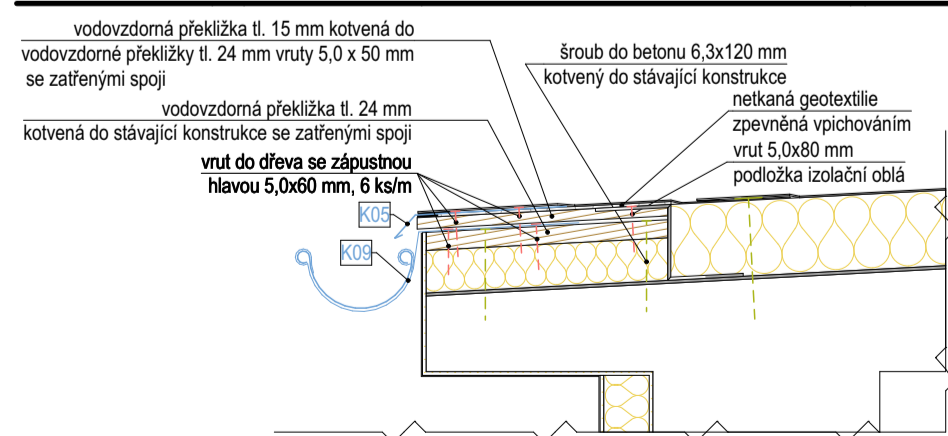 vodovzdorná překližka tl. 15 mm kotvená do
vodovzdorné překližky tl. 24 mm vruty 5,0 x 50 mm
se zatřenými spoji
vodovzdorná překližka tl. 24 mm
kotvená do stávající konstrukce se zatřenými spoji
vrut do dřeva se zápustnou
hlavou 5,0x60 mm, 6 ks/m
šroub do betonu 6,3x120 mm
kotvený do stávající konstrukce
netkaná geotextilie
zpevněná vpichováním
vrut 5,0x80 mm
podložka izolační oblá
K05
K09